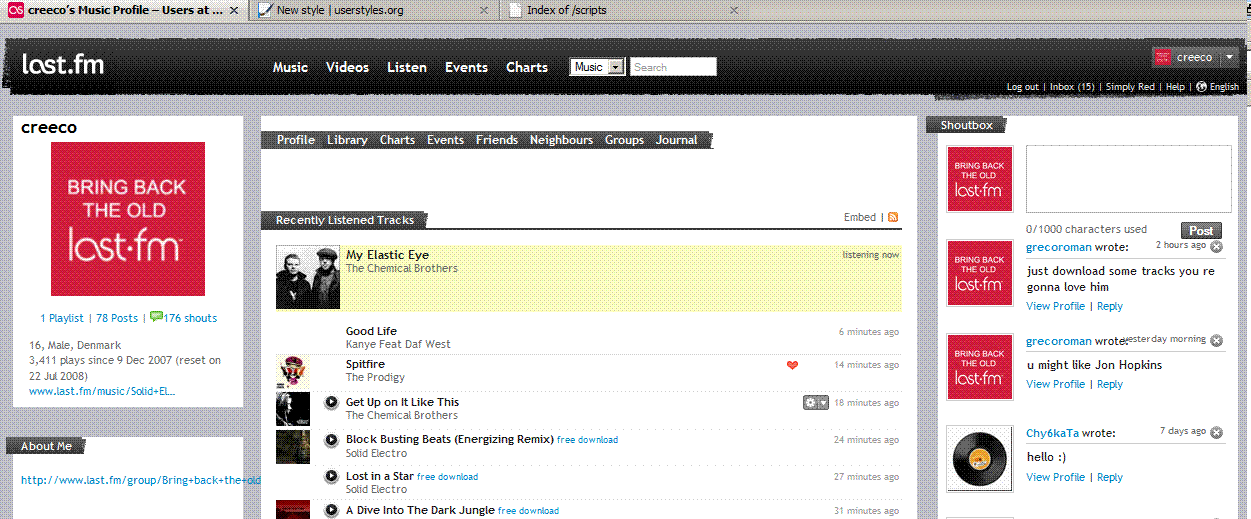 creeco's Music Profile – Users at ...
New style | userstyles.org
Index of /scripts
last.fm
Music Videos Listen Events Charts
Music
Search
creeco
Log out | Inbox (15) | Simply Red | Help | English
creeco
BRING BACK
THE OLD
last.fm
1 Playlist | 78 Posts | 176 shouts
16, Male, Denmark
3,411 plays since 9 Dec 2007 (reset on
22 Jul 2008)
www.last.fm/music/Solid+El...
About Me
http://www.last.fm/group/Bring+back+the+old
Profile Library Charts Events Friends Neighbours Groups Journal
Recently Listened Tracks
Embed |
My Elastic Eye
listening now
The Chemical Brothers
Good Life
6 minutes ago
Kanye Feat Daf West
Spitfire
14 minutes ago
The Prodigy
Get Up on It Like This
18 minutes ago
The Chemical Brothers
Block Busting Beats (Energizing Remix) free download
24 minutes ago
Solid Electro
Lost in a Star free download
27 minutes ago
Solid Electro
A Dive Into The Dark Jungle free download
31 minutes ago
Shoutbox
BRING BACK
THE OLD
last.fm
0/1000 characters used
Post
BRING BACK
THE OLD
last.fm
grecoroman wrote:
2 hours ago
just download some tracks you re
gonna love him
View Profile | Reply
BRING BACK
THE OLD
last.fm
grecoroman wrote:
yesterday morning
u might like Jon Hopkins
View Profile | Reply
Chy6kaTa wrote:
7 days ago
hello :)
View Profile | Reply